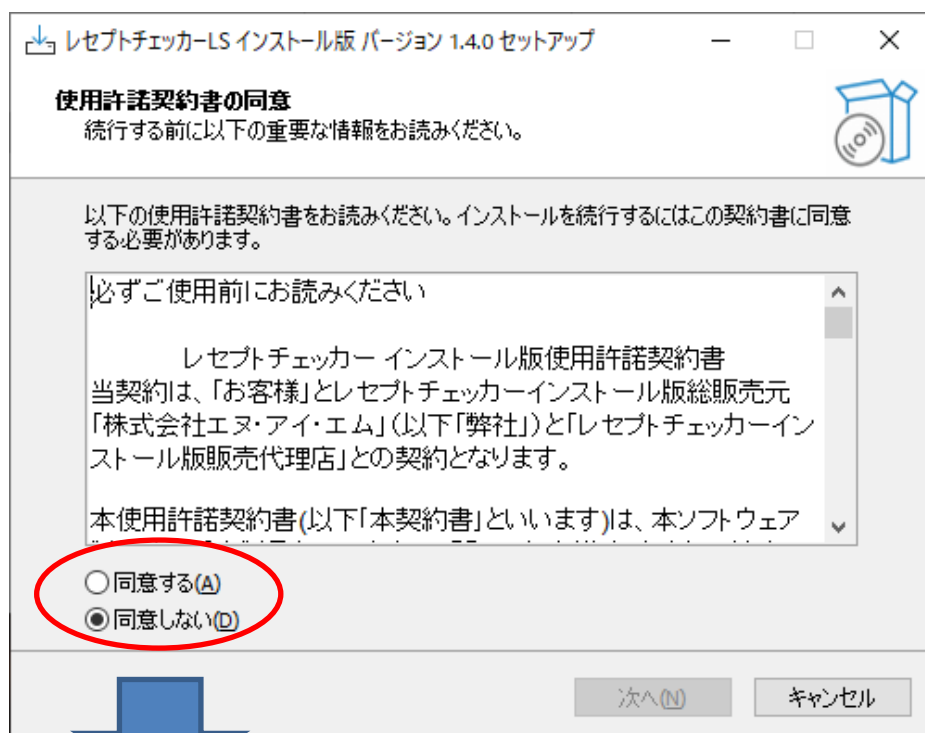 レセプトチェッカーLS インストール版 バージョン 1.4.0 セットアップ
使用許諾契約書の同意
続行する前に以下の重要な情報をお読みください。
以下の使用許諾契約書をお読みください。インストールを続行するにはこの契約書に同意
する必要があります。
必ずご使用前にお読みください
レセプトチェッカー インストール版使用許諾契約書
当契約は、「お客様」とレセプトチェッカーインストール版総販売元
「株式会社エヌ・アイ・エム」(以下「弊社」)と「レセプトチェッカーイン
ストール版販売代理店」との契約となります。
本使用許諾契約書(以下「本契約書」といいます)は、本ソフトウェア
同意する(A)
同意しない(D)
次へ(N)
キャンセル